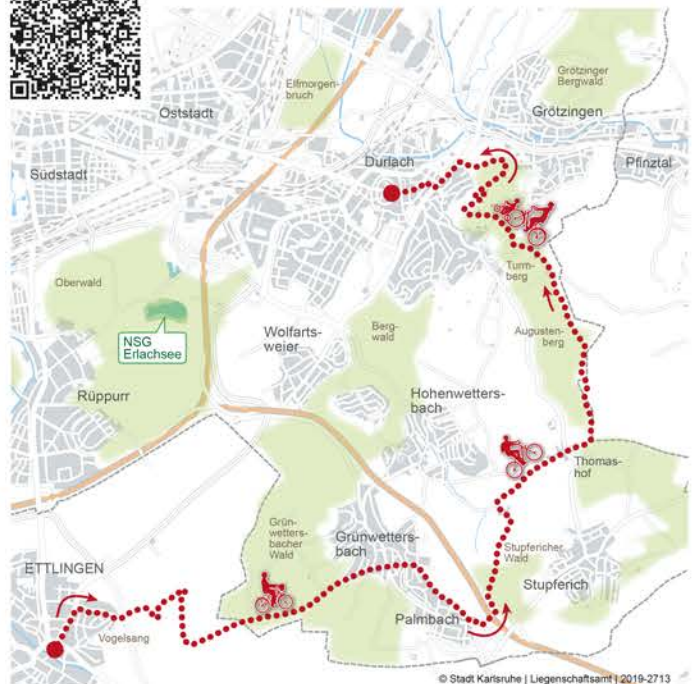 Elfmorgen-
bruch
Grötzinger
Bergwald
Oststadt
Grötzingen
Durlach
Pfinztal
Südstadt
Turm-
berg
Oberwald
NSG
Erlachsee
Wolfarts-
weier
Berg-
wald
Augusten-
berg
Rüppurr
Hohenwetters-
bach
Thomas-
hof
Grün-
wetters-
bacher
Wald
Grünwetters-
bach
Stupfericher
Wald
ETTLINGEN
Stupferich
Vogelsang
Palmbach
© Stadt Karlsruhe | Liegenschaftsamt | 2019-2713